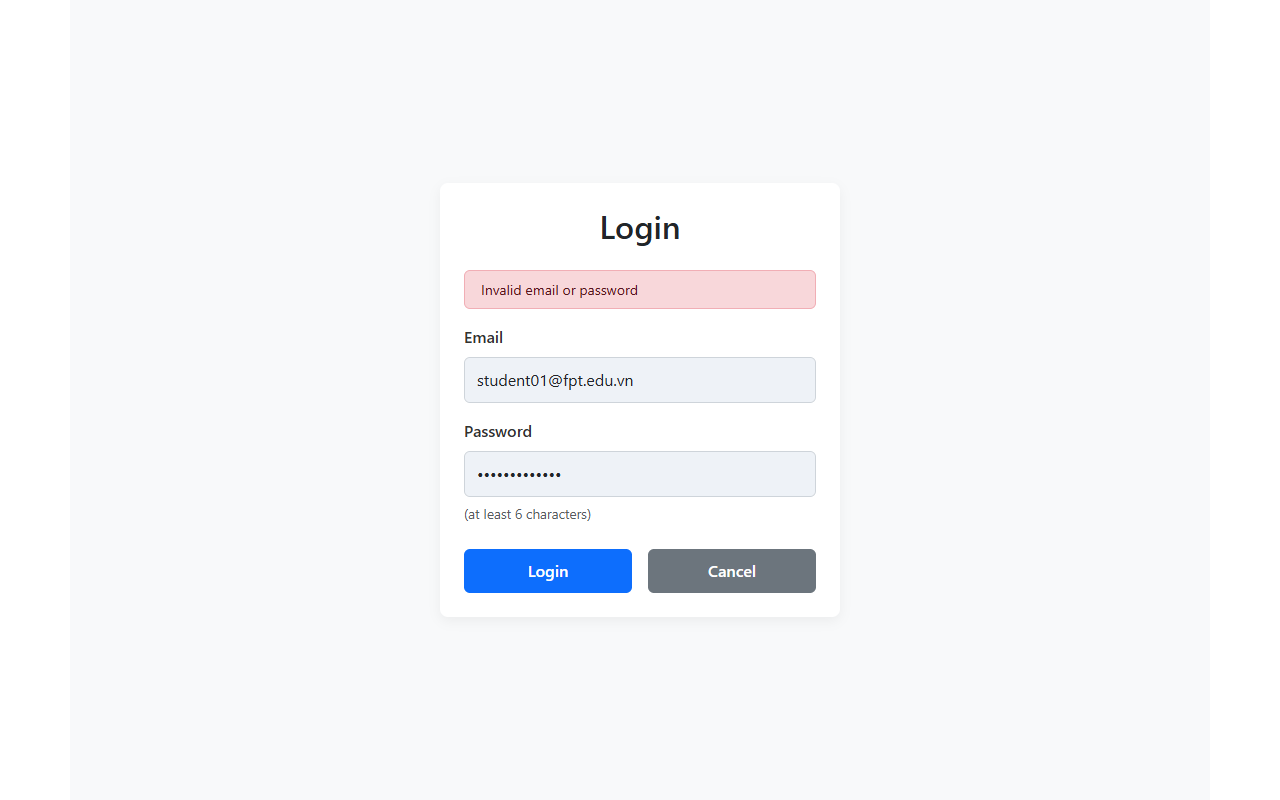 Login
Invalid email or password
Email
student01@fpt.edu.vn
Password
•••••••••••••
(at least 6 characters)
Login Cancel